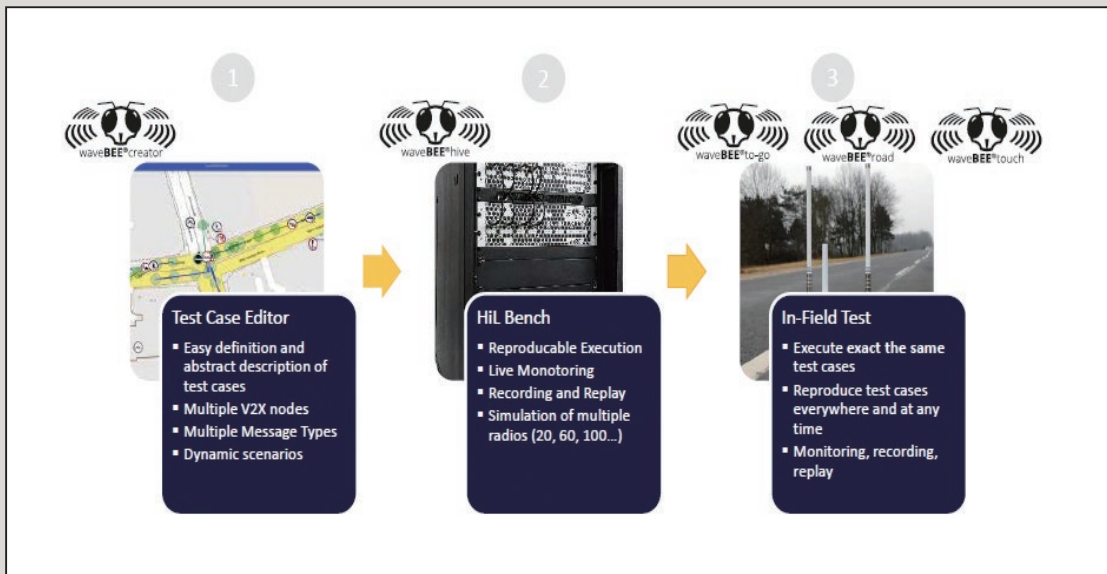 1
2
3
waveBEE®creator
waveBEE®hive
waveBEE®to-go
waveBEE®road
waveBEE®touch
Test Case Editor
▪ Easy definition and
abstract description of
test cases
▪ Multiple V2X nodes
▪ Multiple Message Types
▪ Dynamic scenarios
HiL Bench
▪ Reproducable Execution
▪ Live Monotoring
▪ Recording and Replay
▪ Simulation of multiple
radios (20, 60, 100...)
In-Field Test
▪ Execute exact the same
test cases
▪ Reproduce test cases
everywhere and at any
time
▪ Monitoring, recording,
replay